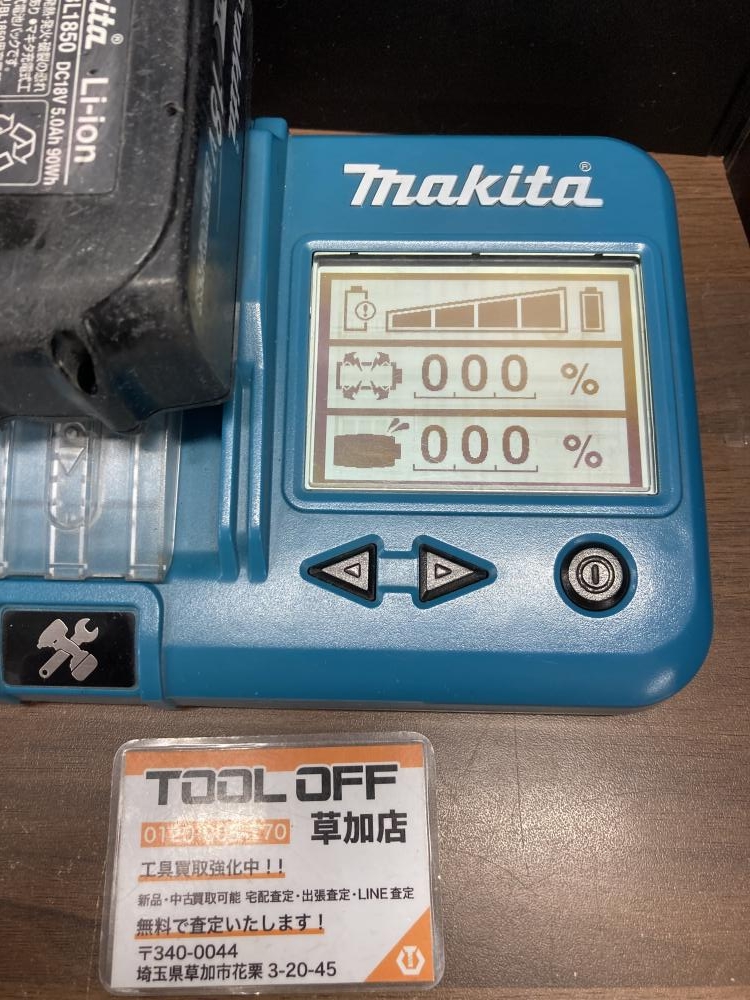 Li-ion
BL1850 DC18V 5.0Ah 90Wh
makita®
000 %
000 %
TOOL OFF
草加店
工具買取強化中!!
新品・中古買取可能 宅配査定・出張査定・LINE査定
無料で査定いたします!
〒340-0044
埼玉県草加市花栗 3-20-45